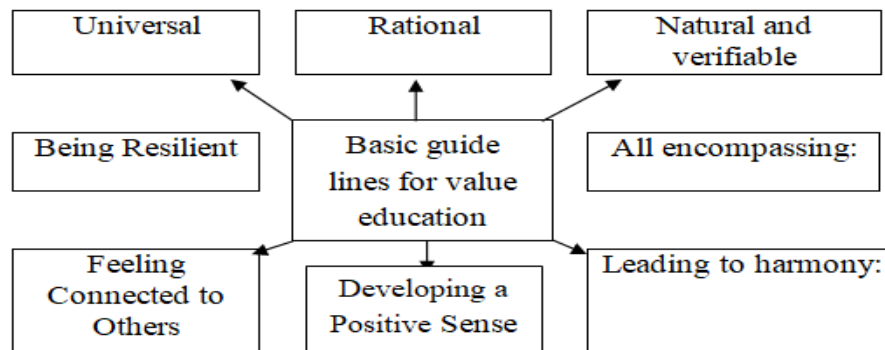 Universal
Rational
Natural and
verifiable
Being Resilient
Basic guide
lines for value
education
All encompassing:
Feeling
Connected to
Others
Developing a
Positive Sense
Leading to harmony: